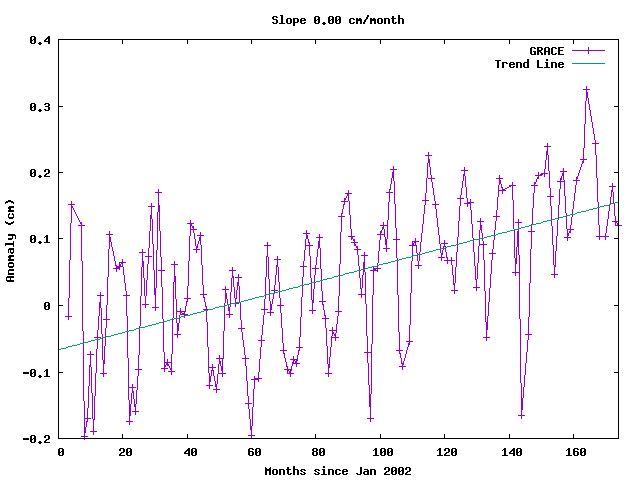 Slope 0.00 cm/month
GRACE
Trend Line
0.4
0.3
0.2
0.1
0
-0.1
-0.2
Anomaly (cm)
0 20 40 60 80 100 120 140 160
Months since Jan 2002